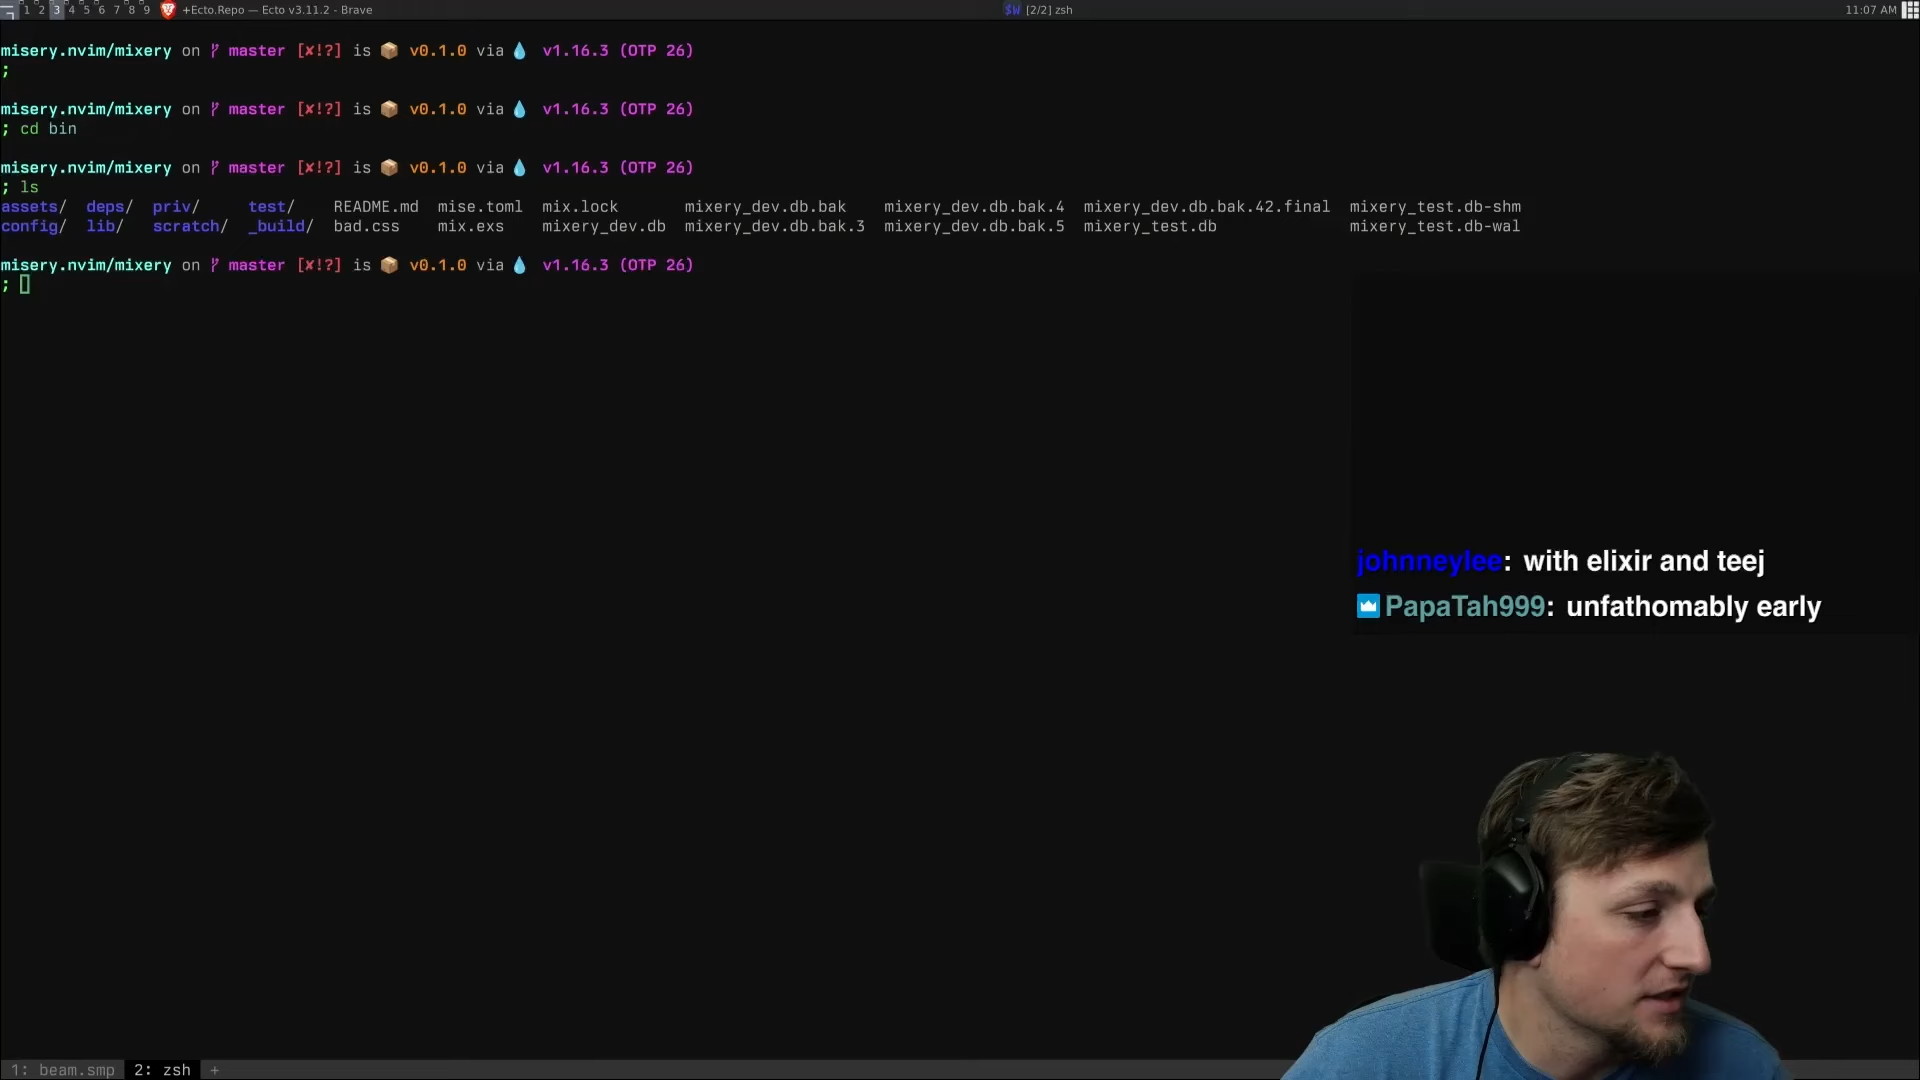 1 2 3 4 5 6 7 8 9 +Ecto.Repo — Ecto v3.11.2 - Brave $W [2/2] zsh 11:07 AM
misery.nvim/mixery on master [✘!?] is 📦 v0.1.0 via 💧 v1.16.3 (OTP 26)
;
misery.nvim/mixery on master [✘!?] is 📦 v0.1.0 via 💧 v1.16.3 (OTP 26)
; cd bin
misery.nvim/mixery on master [✘!?] is 📦 v0.1.0 via 💧 v1.16.3 (OTP 26)
; ls
assets/ deps/ priv/ test/ README.md mise.toml mix.lock mixery_dev.db.bak mixery_dev.db.bak.4 mixery_dev.db.bak.42.final mixery_test.db-shm
config/ lib/ scratch/ _build/ bad.css mix.exs mixery_dev.db mixery_dev.db.bak.3 mixery_dev.db.bak.5 mixery_test.db mixery_test.db-wal
misery.nvim/mixery on master [✘!?] is 📦 v0.1.0 via 💧 v1.16.3 (OTP 26)
;
johnneylee: with elixir and teej
PapaTah999: unfathomably early
1: beam.smp 2: zsh +